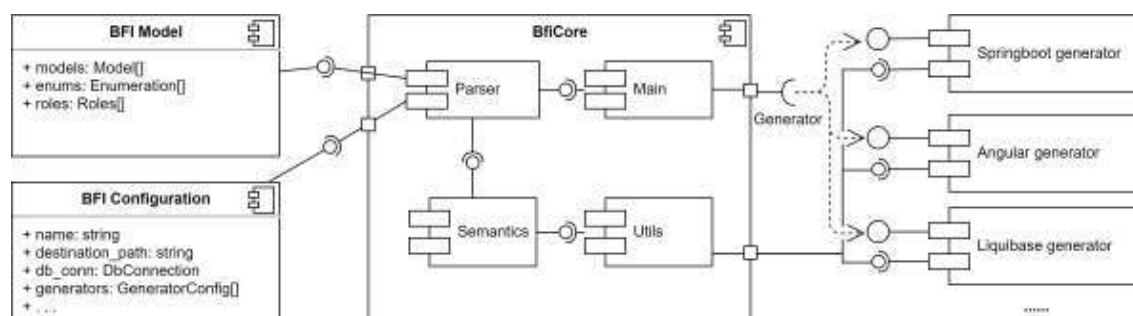 BFI Model
+ models: Model[]
+ enums: Enumeration[]
+ roles: Roles[]
BFI Configuration
+ name: string
+ destination_path: string
+ db_conn: DbConnection
+ generators: GeneratorConfig[]
+ . ...
BfiCore
Parser
Main
Semantics
Utils
Generator
Springboot generator
Angular generator
Liquibase generator
......